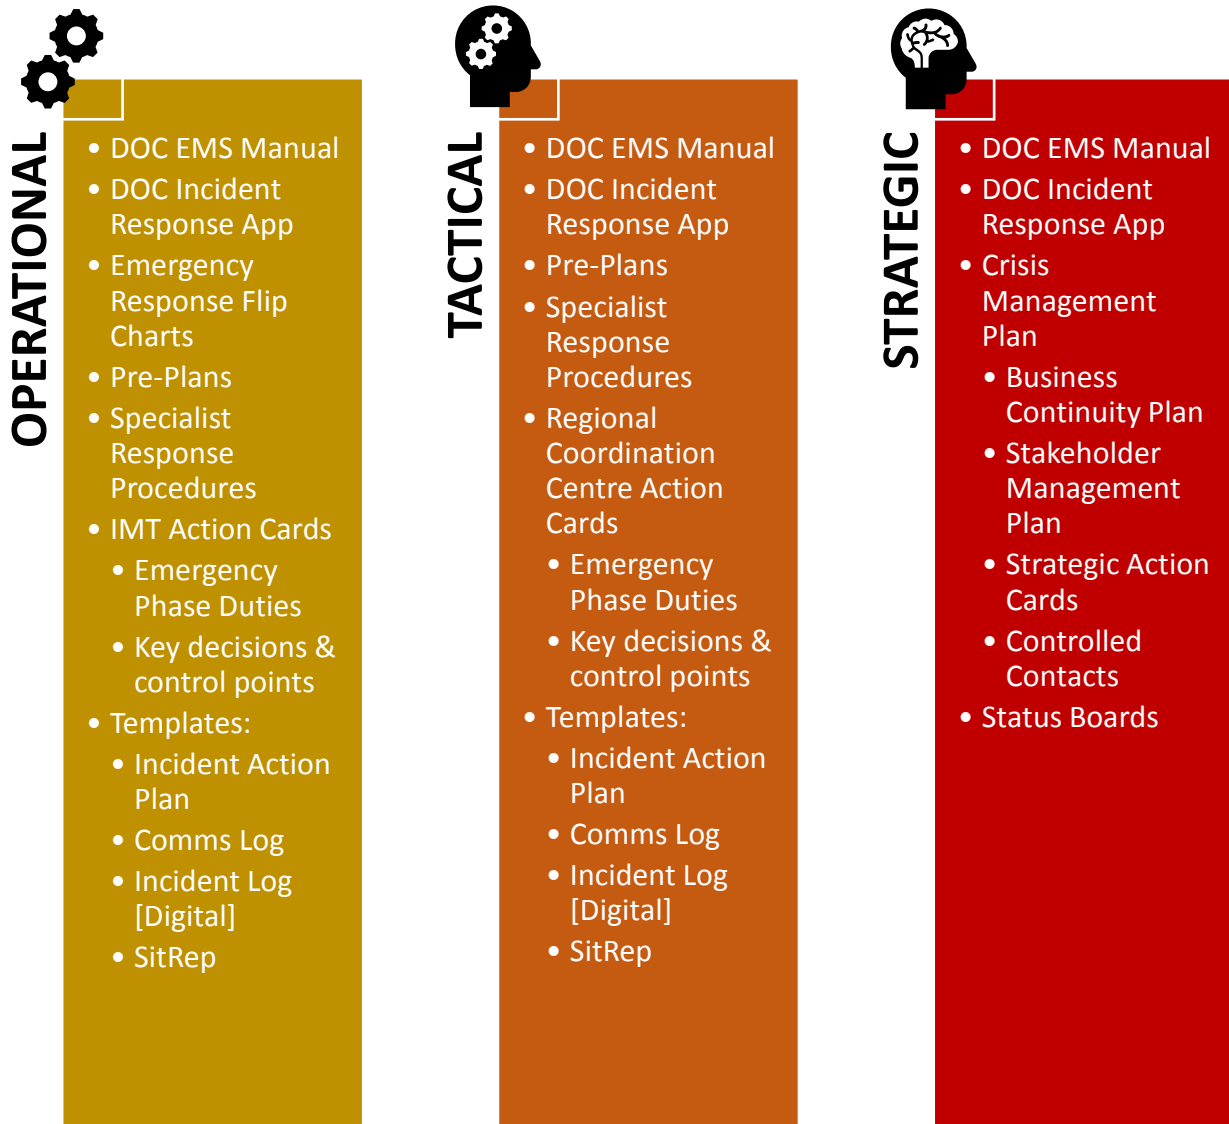 OPERATIONAL
• DOC EMS Manual
• DOC Incident
Response App
• Emergency
Response Flip
Charts
• Pre-Plans
• Specialist
Response
Procedures
• IMT Action Cards
• Emergency
Phase Duties
• Key decisions &
control points
• Templates:
• Incident Action
Plan
• Comms Log
• Incident Log
[Digital]
• SitRep
TACTICAL
• DOC EMS Manual
• DOC Incident
Response App
• Pre-Plans
• Specialist
Response
Procedures
• Regional
Coordination
Centre Action
Cards
• Emergency
Phase Duties
• Key decisions &
control points
• Templates:
• Incident Action
Plan
• Comms Log
• Incident Log
[Digital]
• SitRep
STRATEGIC
• DOC EMS Manual
• DOC Incident
Response App
• Crisis
Management
Plan
• Business
Continuity Plan
• Stakeholder
Management
Plan
• Strategic Action
Cards
• Controlled
Contacts
• Status Boards